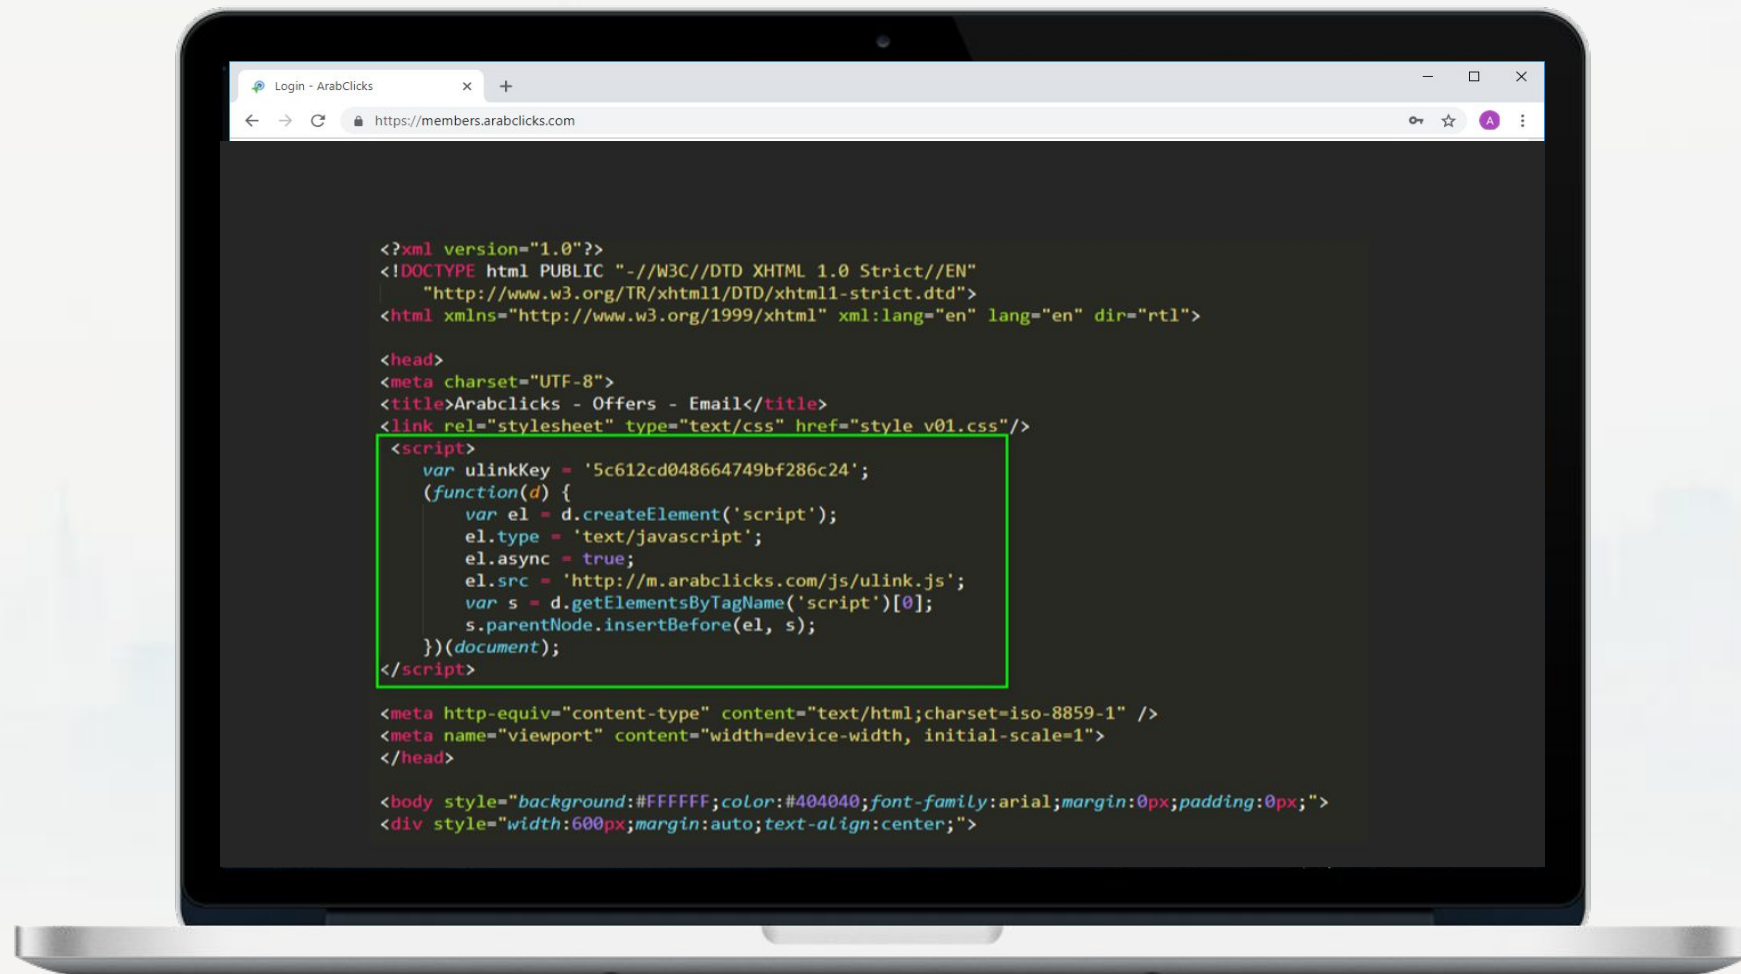 Login - ArabClicks
https://members.arabclicks.com
A
<?xml version="1.0"?>
<!DOCTYPE html PUBLIC "-//W3C//DTD XHTML 1.0 Strict//EN"
"http://www.w3.org/TR/xhtml1/DTD/xhtml1-strict.dtd">
<html xmlns="http://www.w3.org/1999/xhtml" xml:lang="en" lang="en" dir="rtl">
<head>
<meta charset="UTF-8">
<title>Arabclicks - Offers - Email</title>
<link rel="stylesheet" type="text/css" href="style v01.css"/>
<script>
var ulinkKey = '5c612cd048664749bf286c24';
(function(d) {
var el = d.createElement('script');
el.type = 'text/javascript';
el.async = true;
el.src = 'http://m.arabclicks.com/js/ulink.js';
var s = d.getElementsByTagName('script')[0];
s.parentNode.insertBefore(el, s);
})(document);
</script>
<meta http-equiv="content-type" content="text/html;charset=iso-8859-1" />
<meta name="viewport" content="width=device-width, initial-scale=1">
</head>
<body style="background:#FFFFFF;color:#404040;font-family:arial;margin:0px;padding:0px;">
<div style="width:600px;margin:auto;text-align:center;">